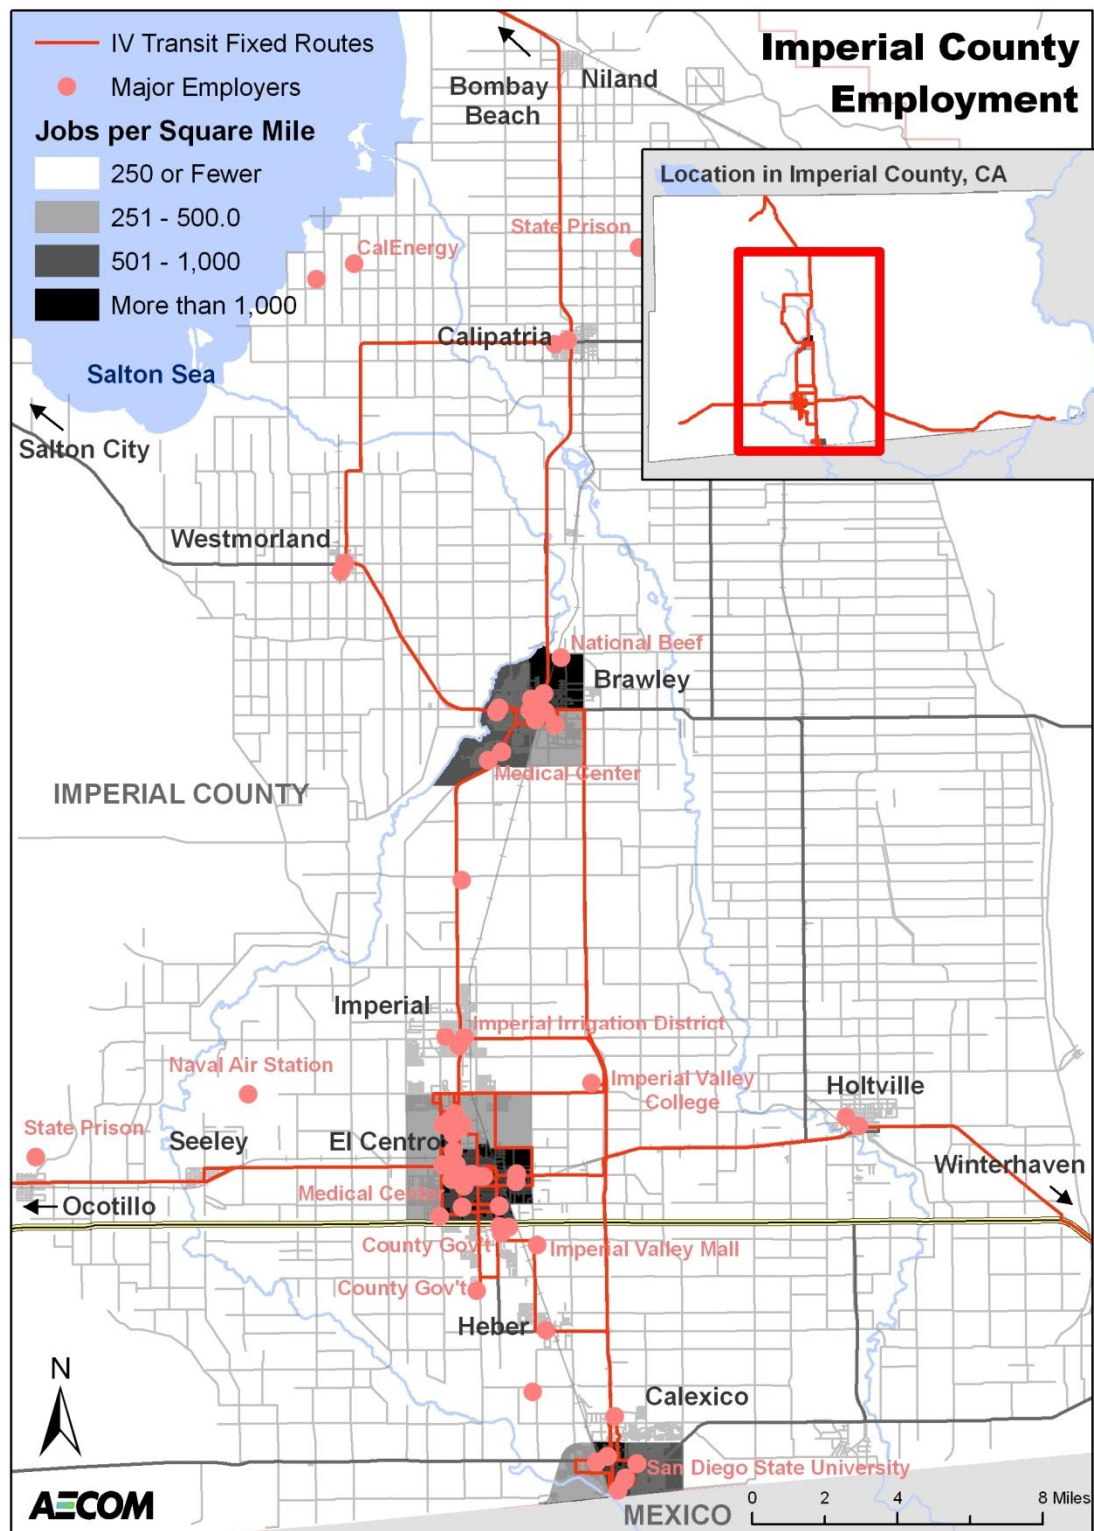 IV Transit Fixed Routes
Major Employers
Jobs per Square Mile
250 or Fewer
251 - 500.0
501 - 1,000
More than 1,000
Imperial County
Employment
Bombay
Beach
Niland
Location in Imperial County, CA
State Prison
CalEnergy
Calipatria
Salton Sea
Salton City
Westmorland
National Beef
Brawley
Medical Center
IMPERIAL COUNTY
Imperial
Imperial Irrigation District
Naval Air Station
Imperial Valley
College
Holtville
State Prison
Seeley
El Centro
Winterhaven
Medical Center
Ocotillo
County Gov't
Imperial Valley Mall
County Gov't
Heber
N
Calexico
San Diego State University
AECOM
MEXICO
0 2 4 8 Miles